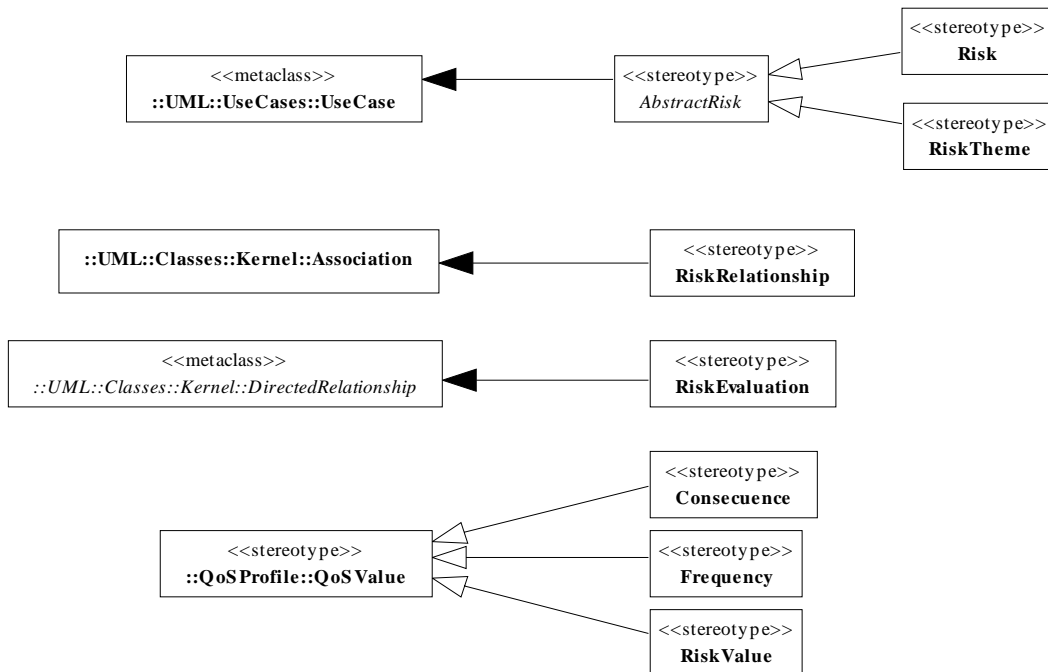 <<stereotype>>
Risk
<<metaclass>>
::UML::UseCases::UseCase
<<stereotype>>
AbstractRisk
<<stereotype>>
RiskTheme
::UML::Classes::Kernel::Association
<<stereotype>>
RiskRelationship
<<metaclass>>
::UML::Classes::Kernel::DirectedRelationship
<<stereotype>>
RiskEvaluation
<<stereotype>>
Consecuence
<<stereotype>>
::QoSProfile::QoSValue
<<stereotype>>
Frequency
<<stereotype>>
RiskValue